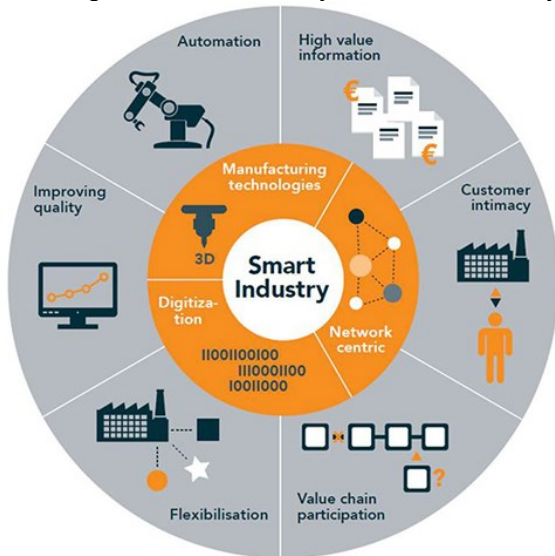 Automation
High value
information
€
€
Improving
quality
Manufacturing
technologies
3D
Customer
intimacy
Smart
Industry
Digitiza-
tion
11001100100
1110001100
10011000
Network
centric
Flexibilisation
?
Value chain
participation